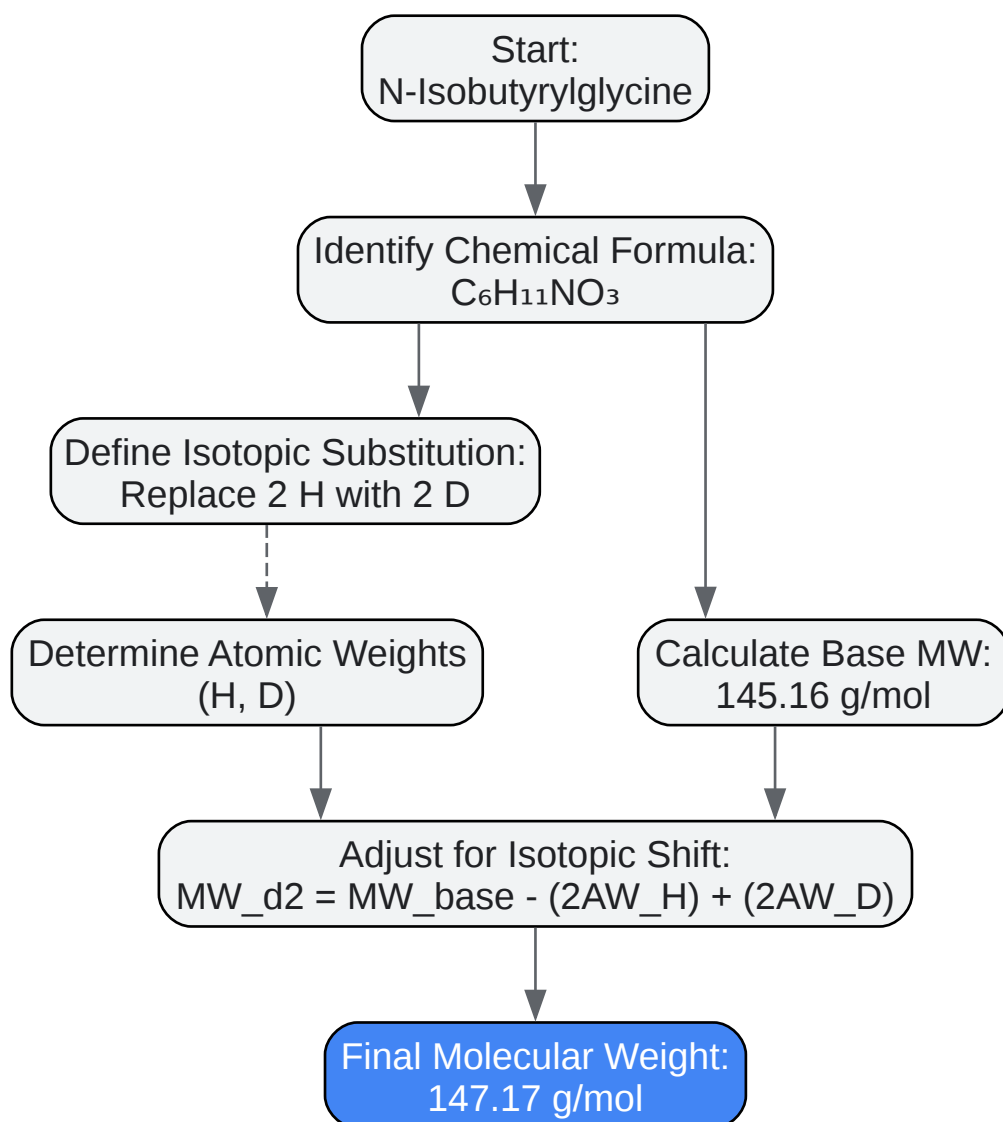 Start:
N-Isobutyrylglycine
Identify Chemical Formula:
C₆H₁₁NO₃
Define Isotopic Substitution:
Replace 2 H with 2 D
Determine Atomic Weights
(H, D)
Calculate Base MW:
145.16 g/mol
Adjust for Isotopic Shift:
MW_d2 = MW_base - (2AW_H) + (2AW_D)
Final Molecular Weight:
147.17 g/mol